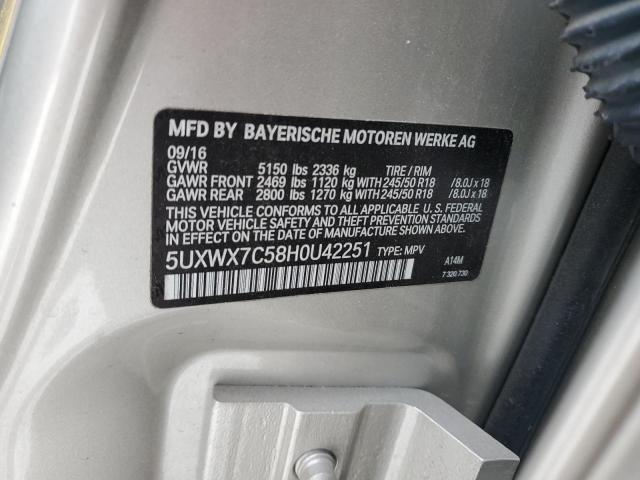 MFD BY BAYERISCHE MOTOREN WERKE AG
09/16
GVWR 5150 lbs 2336 kg TIRE / RIM
GAWR FRONT 2469 lbs 1120 kg WITH 245/50 R18 /8.0J x 18
GAWR REAR 2800 lbs 1270 kg WITH 245/50 R18 /8.0J x 18
THIS VEHICLE CONFORMS TO ALL APPLICABLE U. S. FEDERAL
MOTOR VEHICLE SAFETY AND THEFT PREVENTION
STANDARDS IN EFFECT ON THE DATE OF MANUFACTURE SHOWN ABOVE.
5UXWX7C58H0U42251 TYPE: MPV
A14M
7 320 730